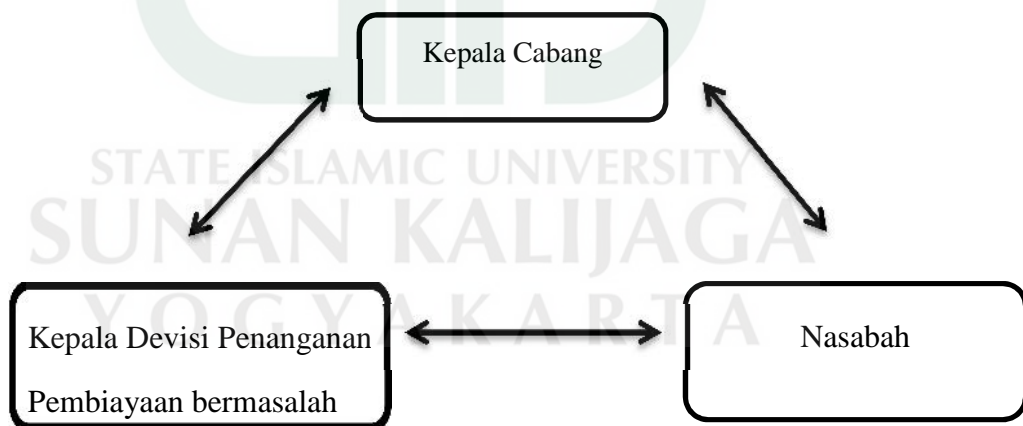 Kepala Cabang
STATE ISLAMIC UNIVERSITY
SUNAN KALIJAGA
YOGYAKARTA
Kepala Devisi Penanganan
Pembiayaan bermasalah
Nasabah